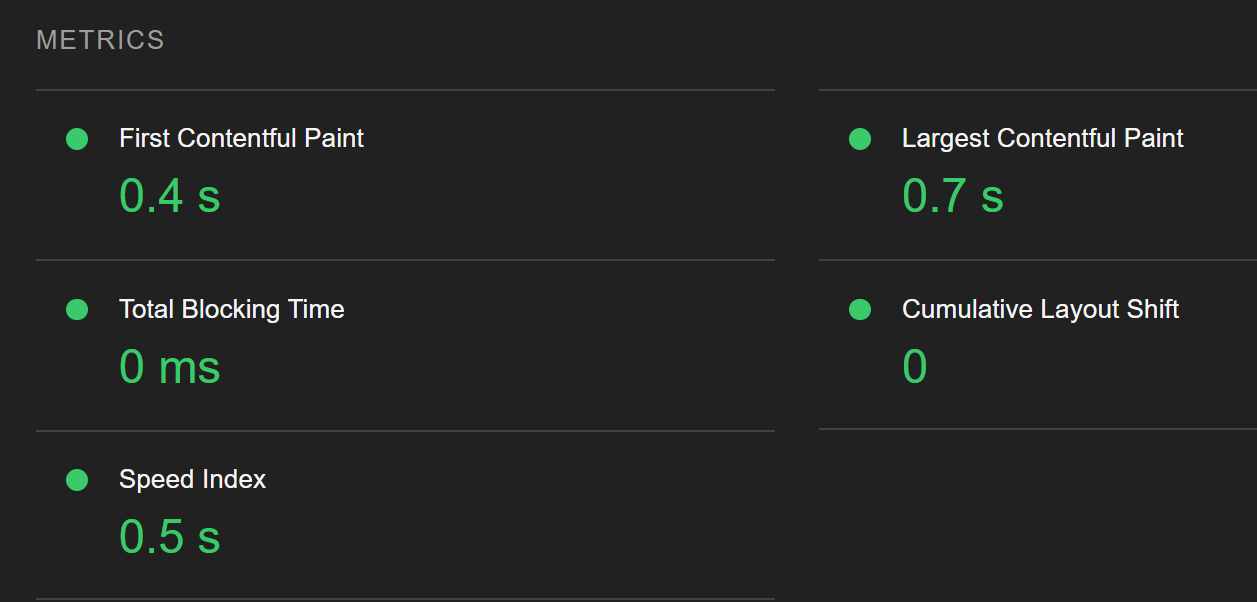 METRICS
First Contentful Paint
0.4 s
Largest Contentful Paint
0.7 s
Total Blocking Time
0 ms
Cumulative Layout Shift
0
Speed Index
0.5 s